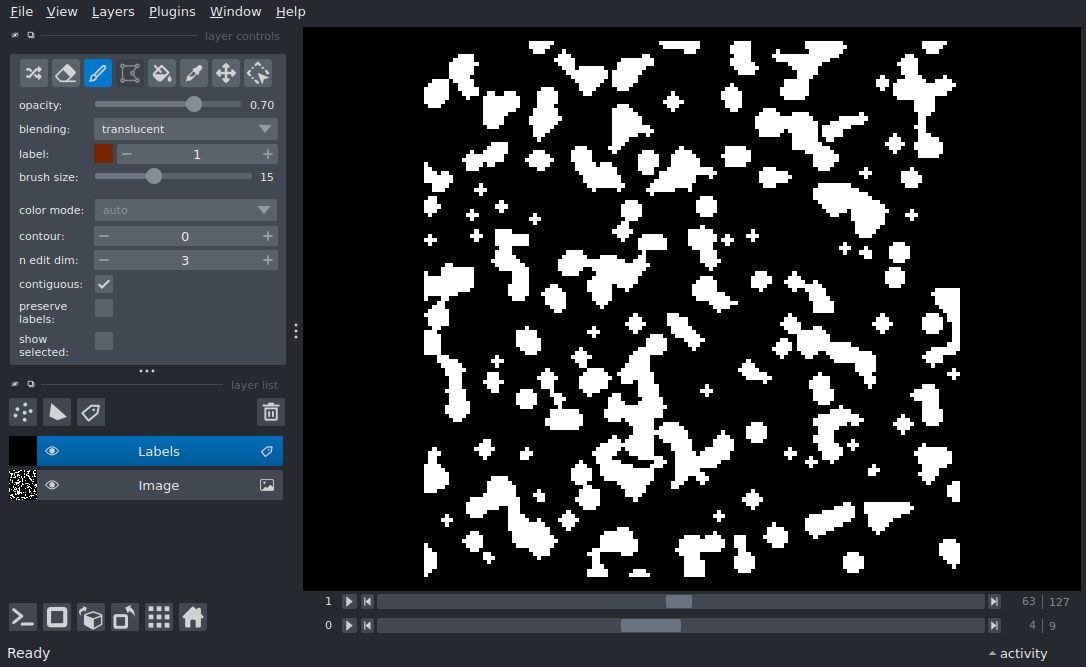 File View Layers Plugins Window Help
layer controls
opacity: 0.70
blending: translucent
label: 1
brush size: 15
color mode: auto
contour: 0
n edit dim: 3
contiguous:
preserve
labels:
show
selected:
layer list
Labels
Image
1 63 127
0 4 9
Ready activity